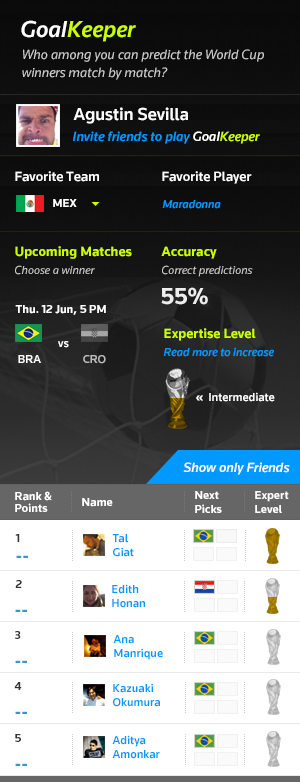 GoalKeeper
Who among you can predict the World Cup
winners match by match?
Agustin Sevilla
Invite friends to play GoalKeeper
Favorite Team
Favorite Player
MEX
Maradonna
Upcoming Matches
Accuracy
Choose a winner
Correct predictions
55%
Thu. 12 Jun, 5 PM
vs
BRA
CRO
Expertise Level
Read more to increase
« Intermediate
Show only Friends
Rank &
Points
Name
Next
Picks
Expert
Level
1
--
Tal
Giat
2
--
Edith
Honan
3
--
Ana
Manrique
4
--
Kazuaki
Okumura
5
--
Aditya
Amonkar